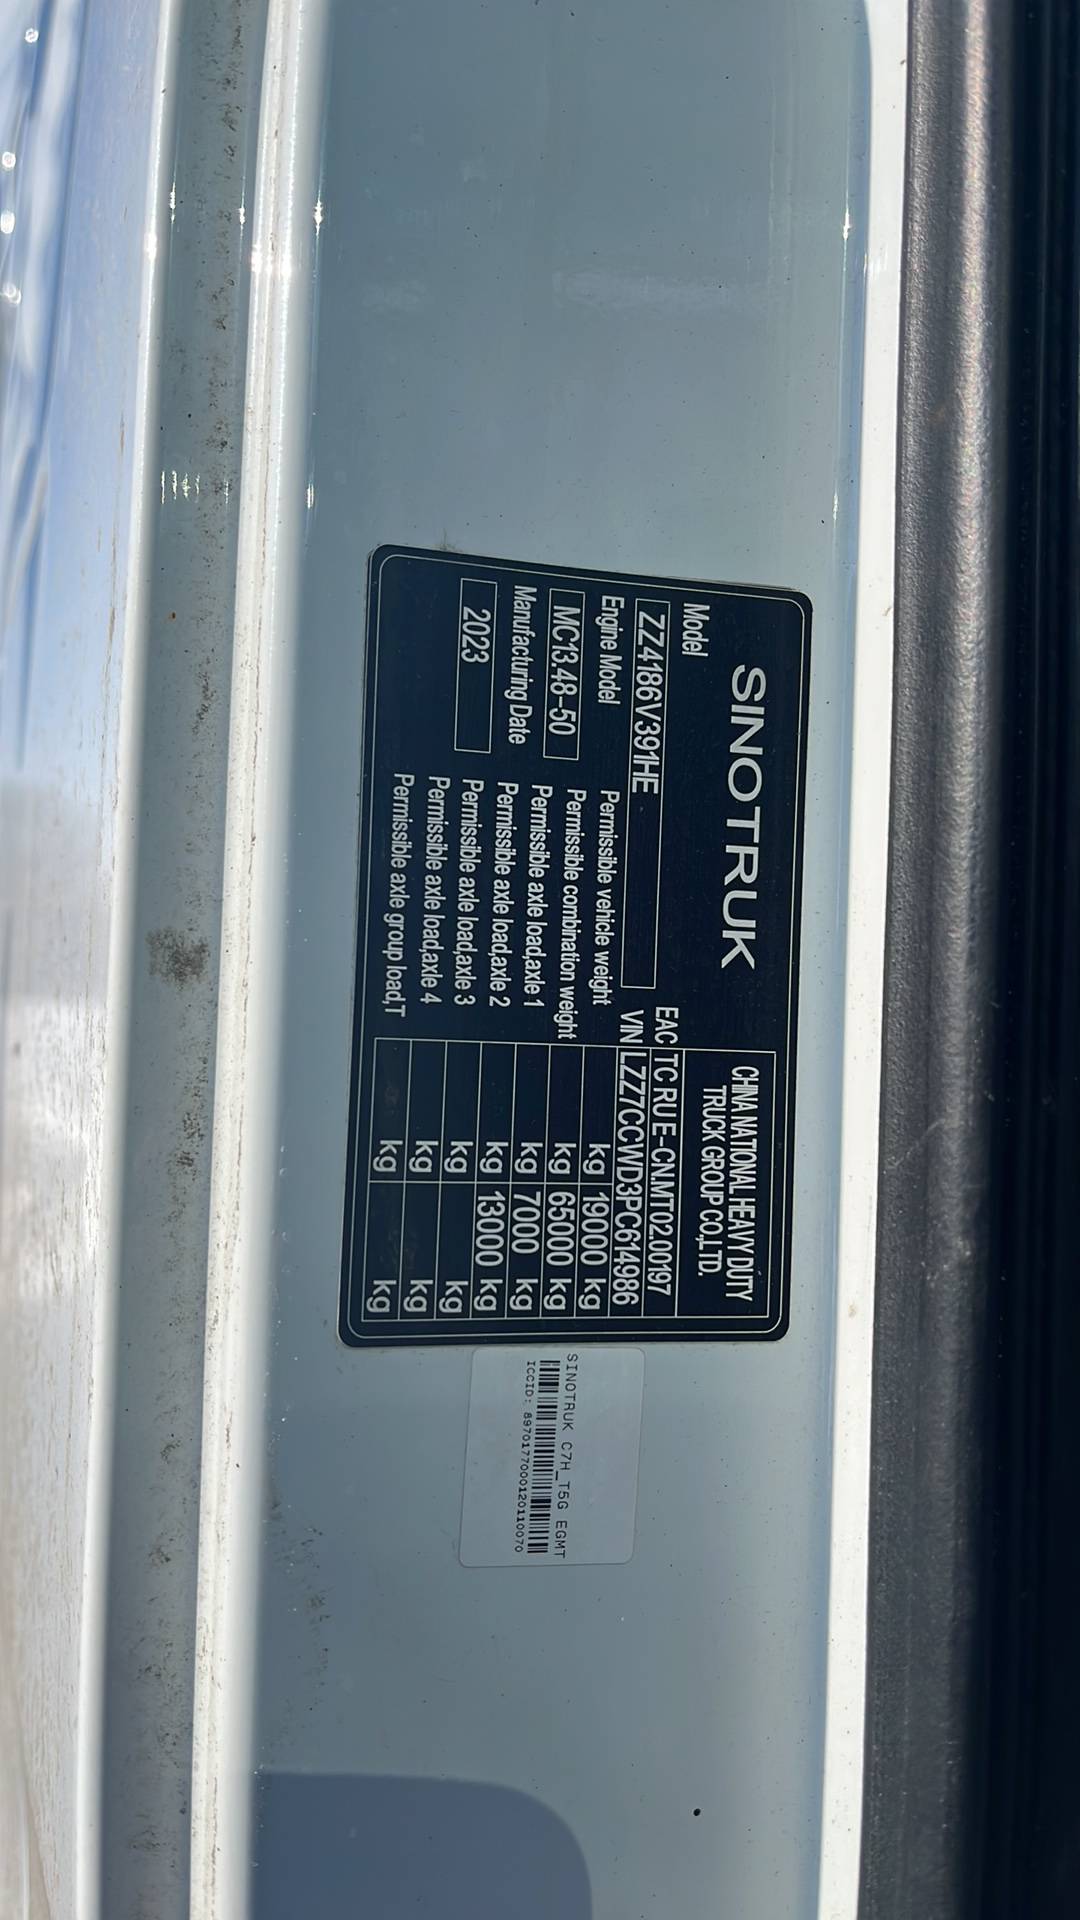 SINOTRUK
CHINA NATIONAL HEAVY DUTY
TRUCK GROUP CO.,LTD.
Model
EAC TC RU E-CN.MT02.00197
ZZ4186V391HE
VIN LZZ7CCWD3PC614986
Engine Model
Permissible vehicle weight kg 19000 kg
MC13.48-50
Permissible combination weight kg 65000 kg
Permissible axle load,axle 1 kg 7000 kg
Manufacturing Date
Permissible axle load,axle 2 kg 13000 kg
2023
Permissible axle load,axle 3 kg kg
Permissible axle load,axle 4 kg kg
Permissible axle group load,T kg kg
SINOTRUK C7H_T5G EGMT
ICCID: 89701770001201110070